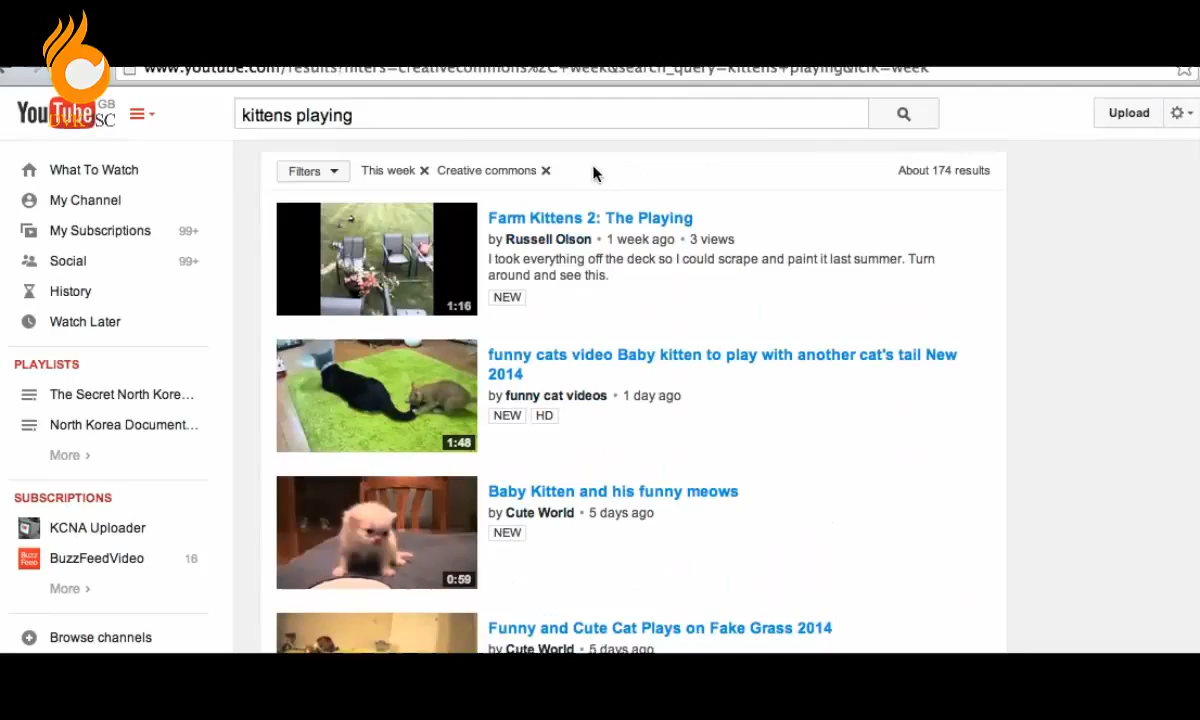 www.youtube.com/results?filters=creativecommons%2C+week&search_query=kittens+playing&lclk=week
YouTube GB
SC
kittens playing
Upload
Filters
This week
Creative commons
About 174 results
What To Watch
My Channel
My Subscriptions 99+
Social 99+
History
Watch Later
PLAYLISTS
The Secret North Kore...
North Korea Document...
More ›
SUBSCRIPTIONS
KCNA Uploader
BuzzFeedVideo 16
More ›
Browse channels
Farm Kittens 2: The Playing
by Russell Olson • 1 week ago • 3 views
I took everything off the deck so I could scrape and paint it last summer. Turn
around and see this.
NEW
1:16
funny cats video Baby kitten to play with another cat's tail New
2014
by funny cat videos • 1 day ago
NEW HD
1:48
Baby Kitten and his funny meows
by Cute World • 5 days ago
NEW
0:59
Funny and Cute Cat Plays on Fake Grass 2014
by Cute World • 5 days ago